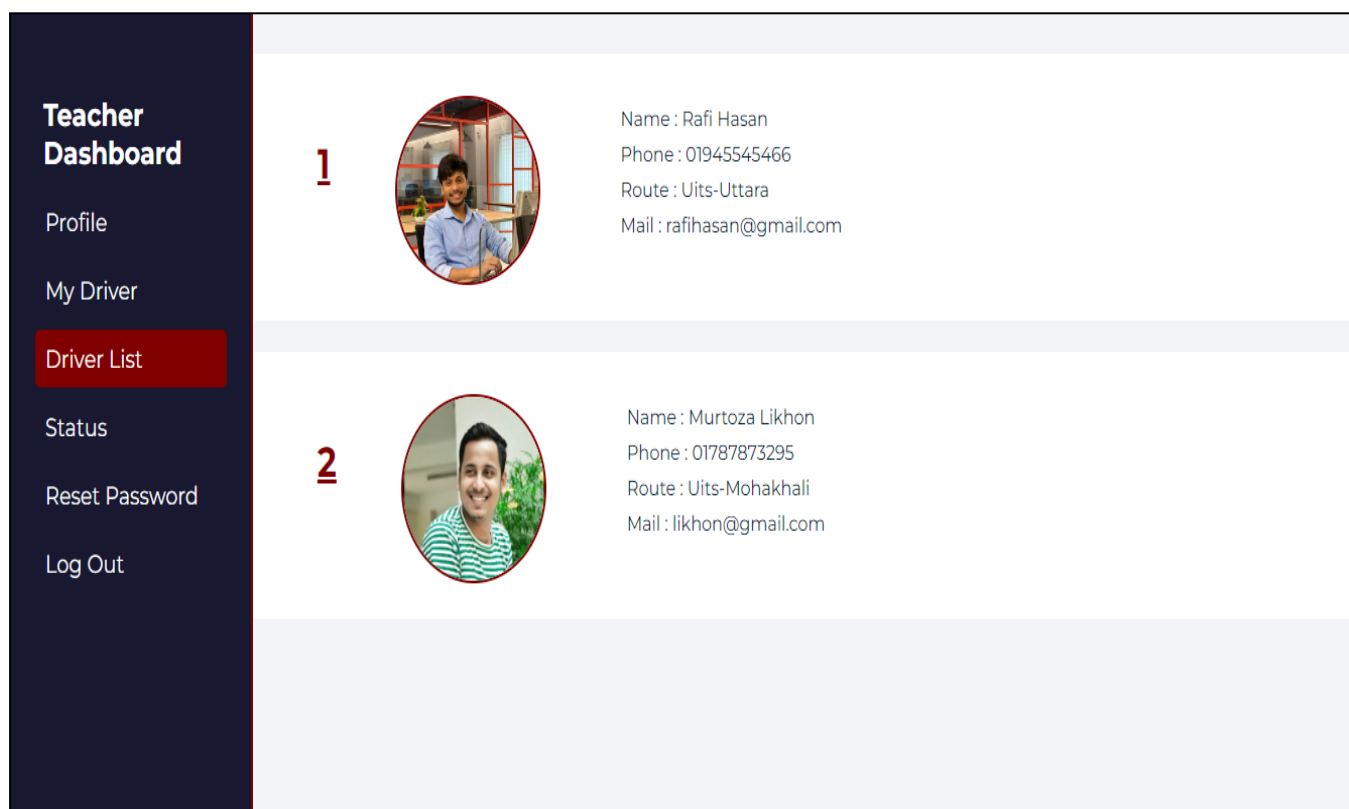 Teacher
Dashboard
Profile
My Driver
Driver List
Status
Reset Password
Log Out
1
Name : Rafi Hasan
Phone : 01945545466
Route : Uits-Uttara
Mail : rafihasan@gmail.com
2
Name : Murtoza Likhon
Phone : 01787873295
Route : Uits-Mohakhali
Mail : likhon@gmail.com